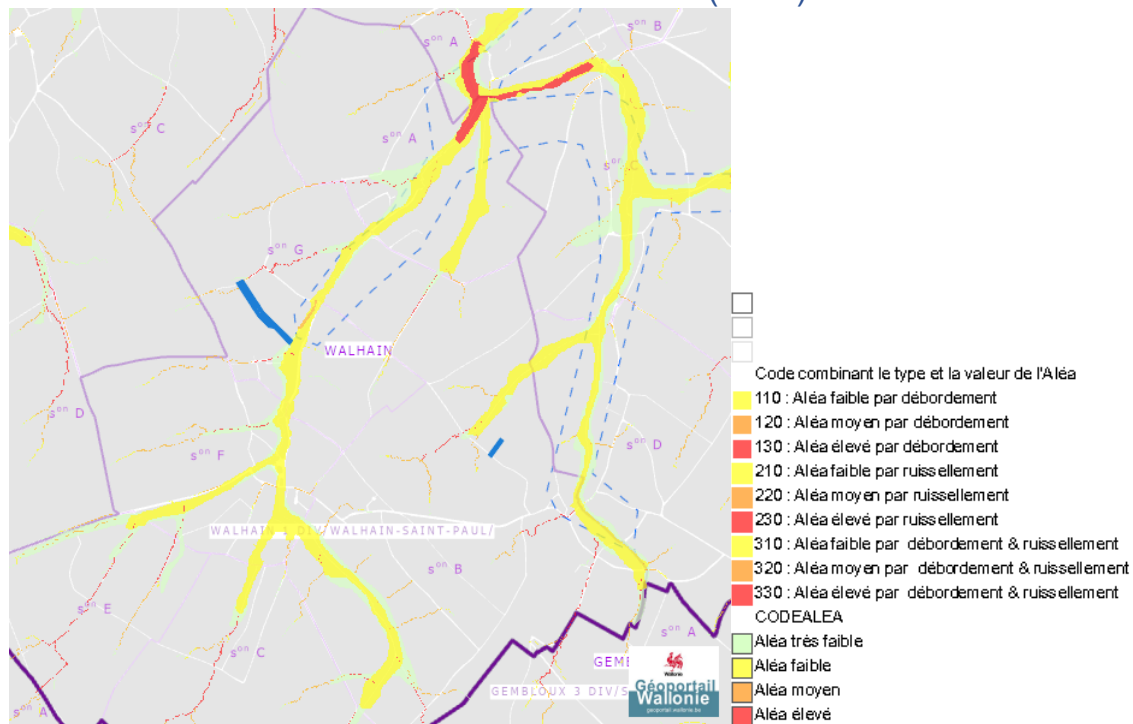 sᵒⁿ A
sᵒⁿ B
sᵒⁿ C
sᵒⁿ A
sᵒⁿ C
sᵒⁿ G
WALHAIN
sᵒⁿ D
sᵒⁿ F
sᵒⁿ D
WALHAIN 1 DIV/WALHAIN-SAINT-PAUL/
sᵒⁿ B
sᵒⁿ E
sᵒⁿ A
sᵒⁿ C
GEMB
GEMBLOUX 3 DIV/S
sᵒⁿ A
Wallonie
Géoportail
Wallonie
geoportail.wallonie.be
Code combinant le type et la valeur de l'Aléa
110 : Aléa faible par débordement
120 : Aléa moyen par débordement
130 : Aléa élevé par débordement
210 : Aléa faible par ruissellement
220 : Aléa moyen par ruissellement
230 : Aléa élevé par ruissellement
310 : Aléa faible par débordement & ruissellement
320 : Aléa moyen par débordement & ruissellement
330 : Aléa élevé par débordement & ruissellement
CODEALEA
Aléa très faible
Aléa faible
Aléa moyen
Aléa élevé